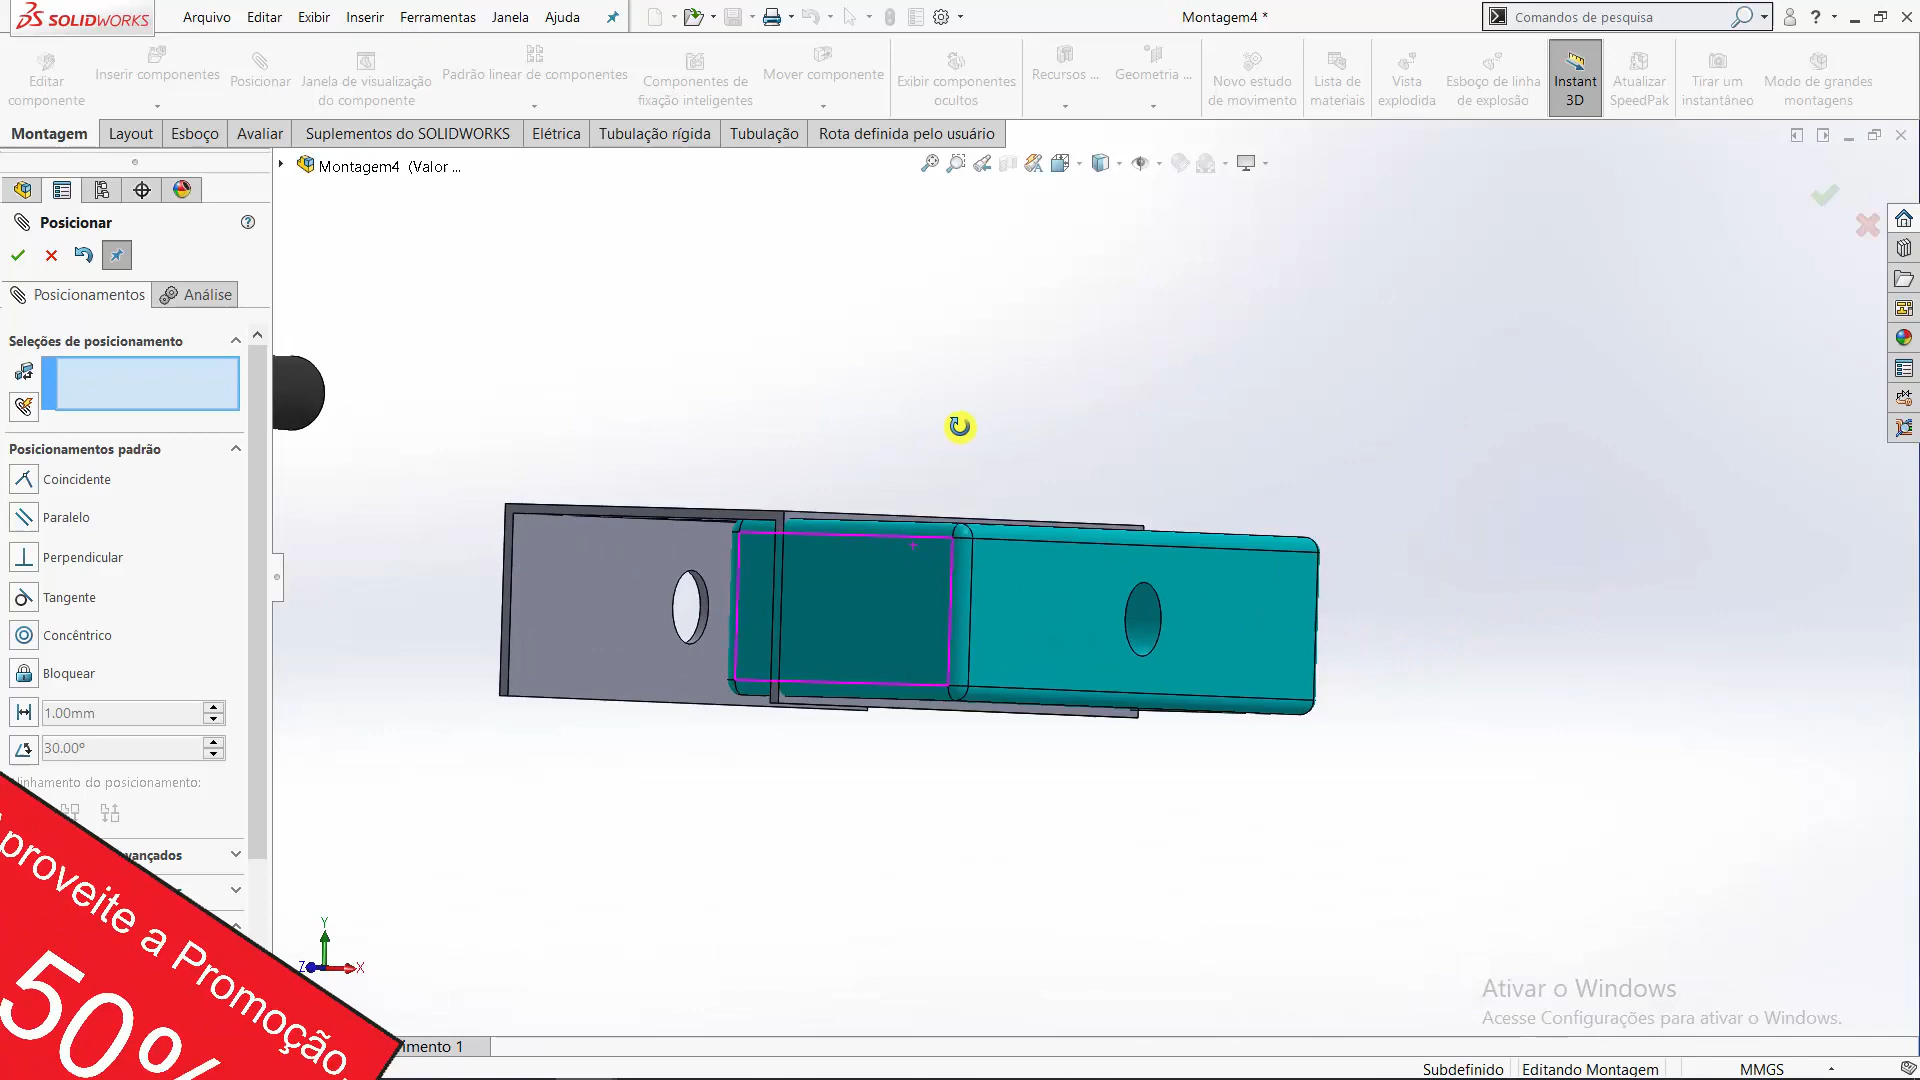 SOLIDWORKS
Arquivo Editar Exibir Inserir Ferramentas Janela Ajuda
Montagem4 *
Comandos de pesquisa
?
Editar componente
Inserir componentes
Posicionar
Janela de visualização do componente
Padrão linear de componentes
Componentes de fixação inteligentes
Mover componente
Exibir componentes ocultos
Recursos ...
Geometria ...
Novo estudo de movimento
Lista de materiais
Vista explodida
Esboço de linha de explosão
Instant 3D
Atualizar SpeedPak
Tirar um instantâneo
Modo de grandes montagens
Montagem Layout Esboço Avaliar Suplementos do SOLIDWORKS Elétrica Tubulação rígida Tubulação Rota definida pelo usuário
Montagem4 (Valor ...
Posicionar
Posicionamentos Análise
Seleções de posicionamento
Posicionamentos padrão
Coincidente
Paralelo
Perpendicular
Tangente
Concêntrico
Bloquear
1.00mm
30.00°
linhamento do posicionamento:
vançados
proveite a Promoção,
50%
Y
Z X
imento 1
Ativar o Windows
Acesse Configurações para ativar o Windows.
Subdefinido Editando Montagem MMGS